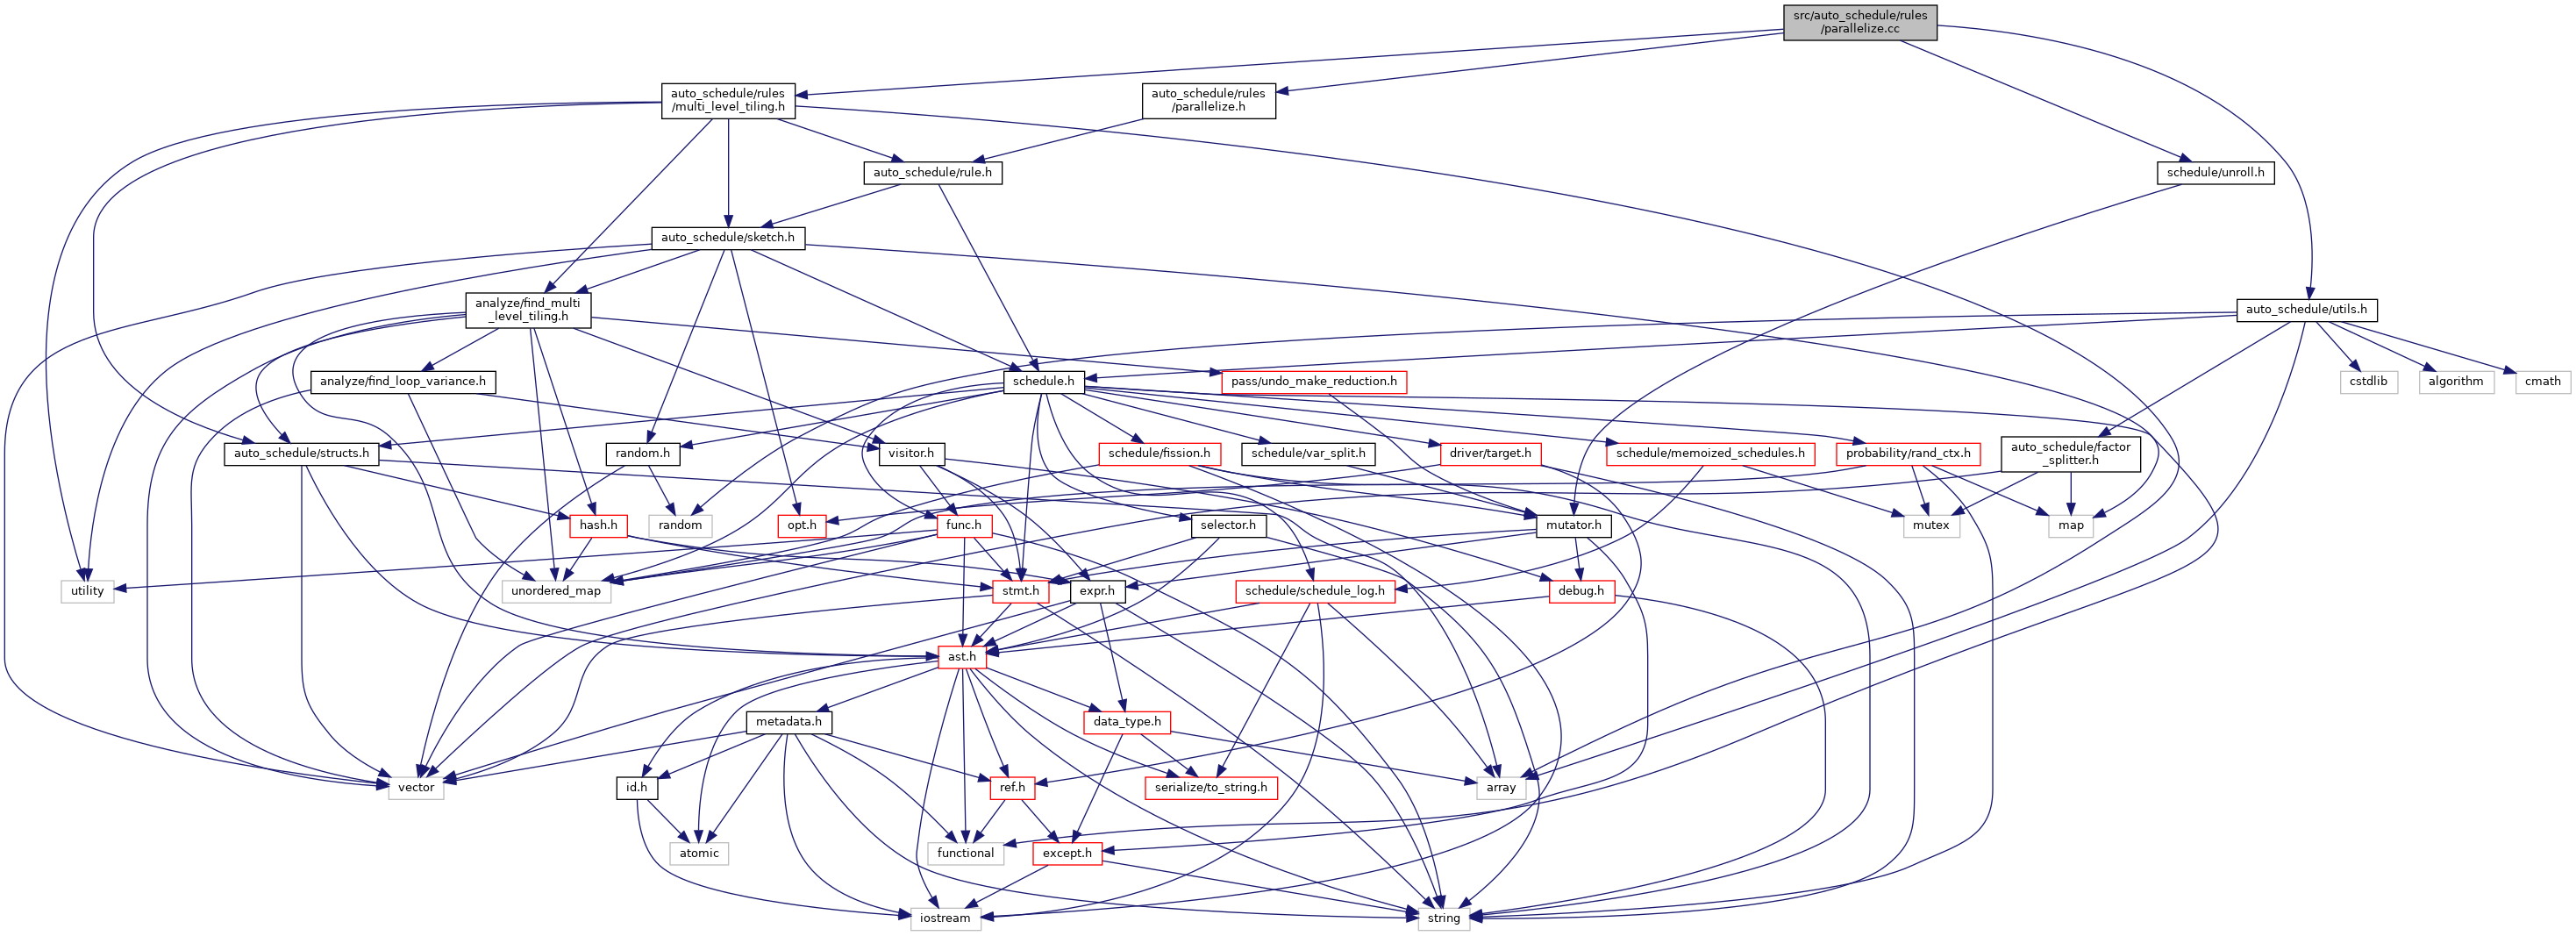 src/auto_schedule/rules
/parallelize.cc
auto_schedule/rules
/multi_level_tiling.h
auto_schedule/rules
/parallelize.h
auto_schedule/rule.h
schedule/unroll.h
auto_schedule/sketch.h
analyze/find_multi
_level_tiling.h
auto_schedule/utils.h
analyze/find_loop_variance.h
schedule.h
pass/undo_make_reduction.h
cstdlib
algorithm
cmath
auto_schedule/structs.h
random.h
visitor.h
schedule/fission.h
schedule/var_split.h
driver/target.h
schedule/memoized_schedules.h
probability/rand_ctx.h
auto_schedule/factor
_splitter.h
hash.h
random
opt.h
func.h
selector.h
mutator.h
mutex
map
utility
unordered_map
stmt.h
expr.h
schedule/schedule_log.h
debug.h
ast.h
metadata.h
data_type.h
vector
id.h
ref.h
serialize/to_string.h
array
atomic
functional
except.h
iostream
string